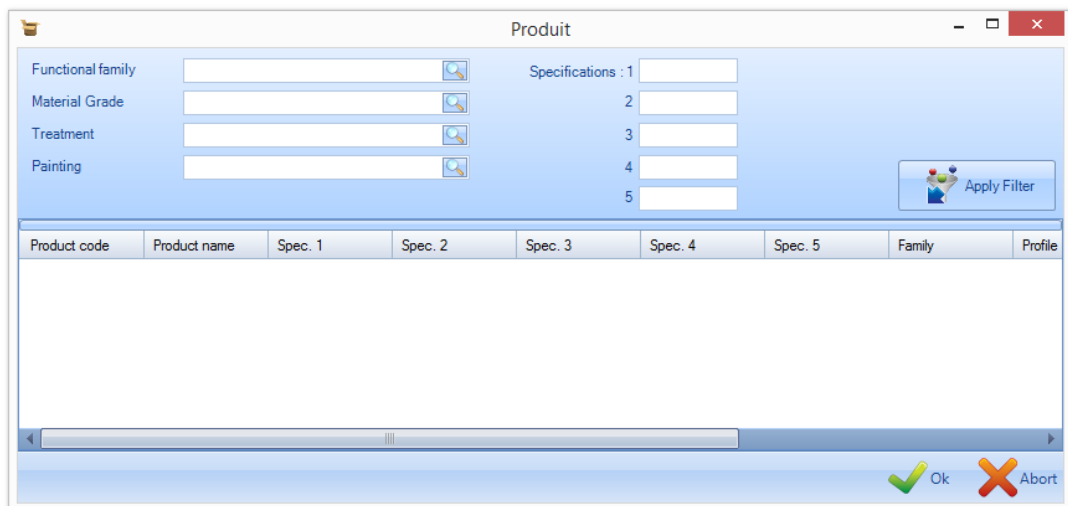 Produit
Functional family
Specifications : 1
Material Grade
2
Treatment
3
Painting
4
5
Apply Filter
Product code Product name Spec. 1 Spec. 2 Spec. 3 Spec. 4 Spec. 5 Family Profile
Ok Abort